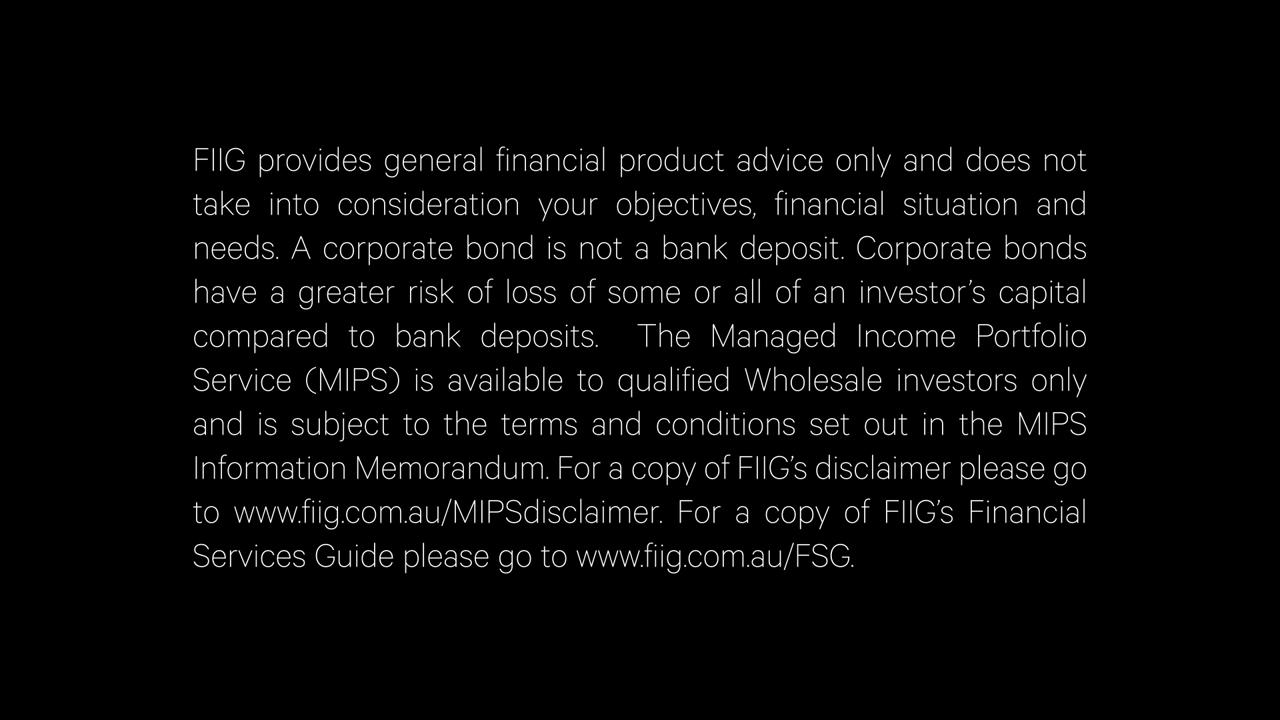 FIIG provides general financial product advice only and does not
take into consideration your objectives, financial situation and
needs. A corporate bond is not a bank deposit. Corporate bonds
have a greater risk of loss of some or all of an investor’s capital
compared to bank deposits.  The Managed Income Portfolio
Service (MIPS) is available to qualified Wholesale investors only
and is subject to the terms and conditions set out in the MIPS
Information Memorandum. For a copy of FIIG’s disclaimer please go
to www.fiig.com.au/MIPSdisclaimer. For a copy of FIIG’s Financial
Services Guide please go to www.fiig.com.au/FSG.